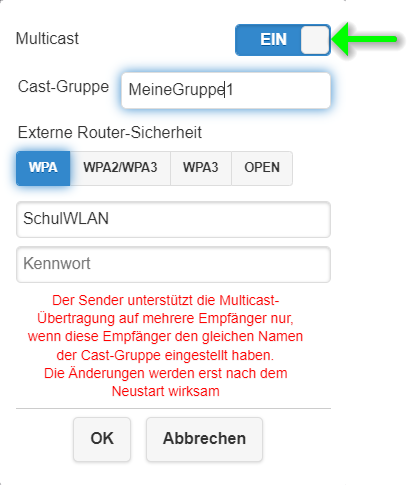 Multicast EIN
Cast-Gruppe MeineGruppe1
Externe Router-Sicherheit
WPA WPA2/WPA3 WPA3 OPEN
SchulWLAN
Kennwort
Der Sender unterstützt die Multicast-
Übertragung auf mehrere Empfänger nur,
wenn diese Empfänger den gleichen Namen
der Cast-Gruppe eingestellt haben.
Die Änderungen werden erst nach dem
Neustart wirksam
OK Abbrechen